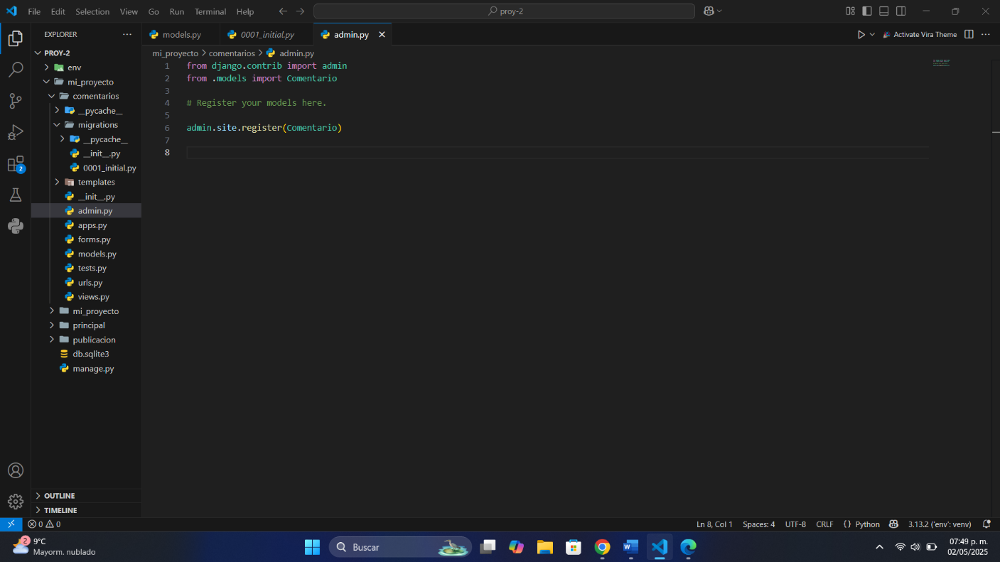 File Edit Selection View Go Run Terminal Help
proy-2
EXPLORER
models.py
0001_initial.py
admin.py
Activate Vira Theme
PROY-2
env
mi_proyecto
comentarios
__pycache__
migrations
__pycache__
__init__.py
0001_initial.py
templates
__init__.py
admin.py
apps.py
forms.py
models.py
tests.py
urls.py
views.py
mi_proyecto
principal
publicacion
db.sqlite3
manage.py
OUTLINE
TIMELINE
mi_proyecto > comentarios > admin.py
1 from django.contrib import admin
2 from .models import Comentario
3
4 # Register your models here.
5
6 admin.site.register(Comentario)
7
8
2
0 0
Ln 8, Col 1 Spaces: 4 UTF-8 CRLF {} Python 3.13.2 ('env': venv)
2
9°C
Mayorm. nublado
Buscar
07:49 p. m.
02/05/2025